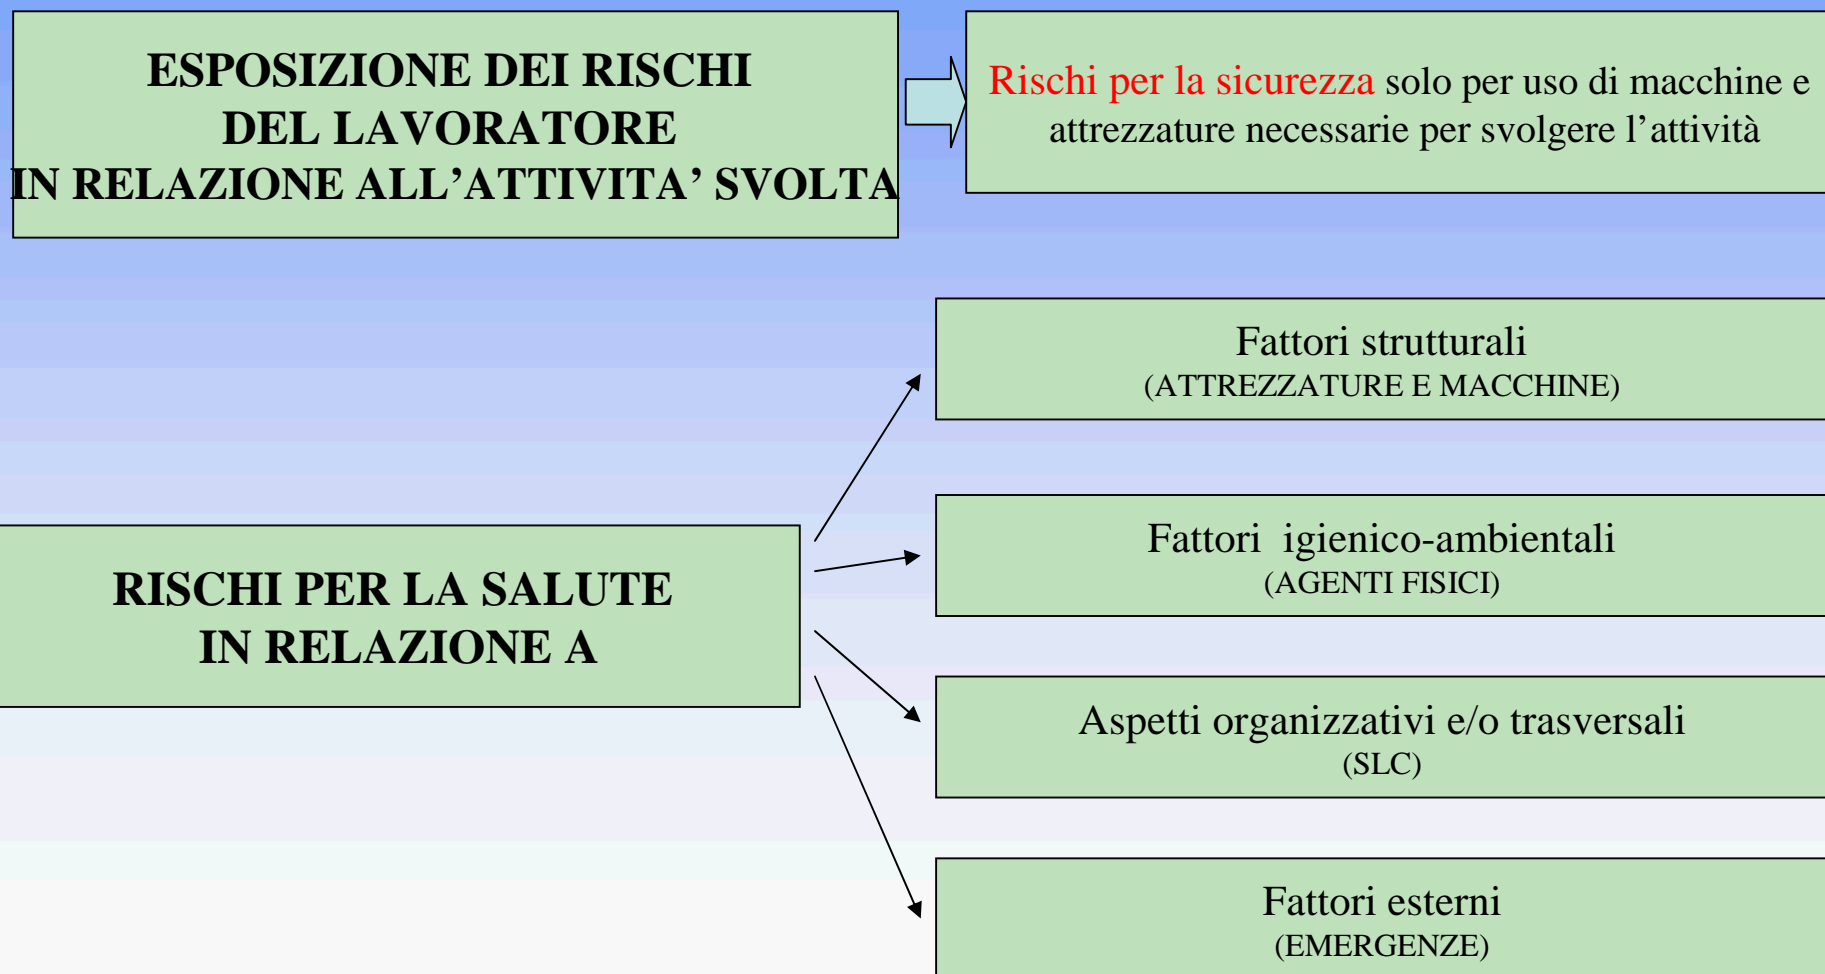 ESPOSIZIONE DEI RISCHI
DEL LAVORATORE
IN RELAZIONE ALL’ATTIVITA’ SVOLTA
Rischi per la sicurezza solo per uso di macchine e
attrezzature necessarie per svolgere l’attività
Fattori strutturali
(ATTREZZATURE E MACCHINE)
Fattori igienico-ambientali
(AGENTI FISICI)
RISCHI PER LA SALUTE
IN RELAZIONE A
Aspetti organizzativi e/o trasversali
(SLC)
Fattori esterni
(EMERGENZE)